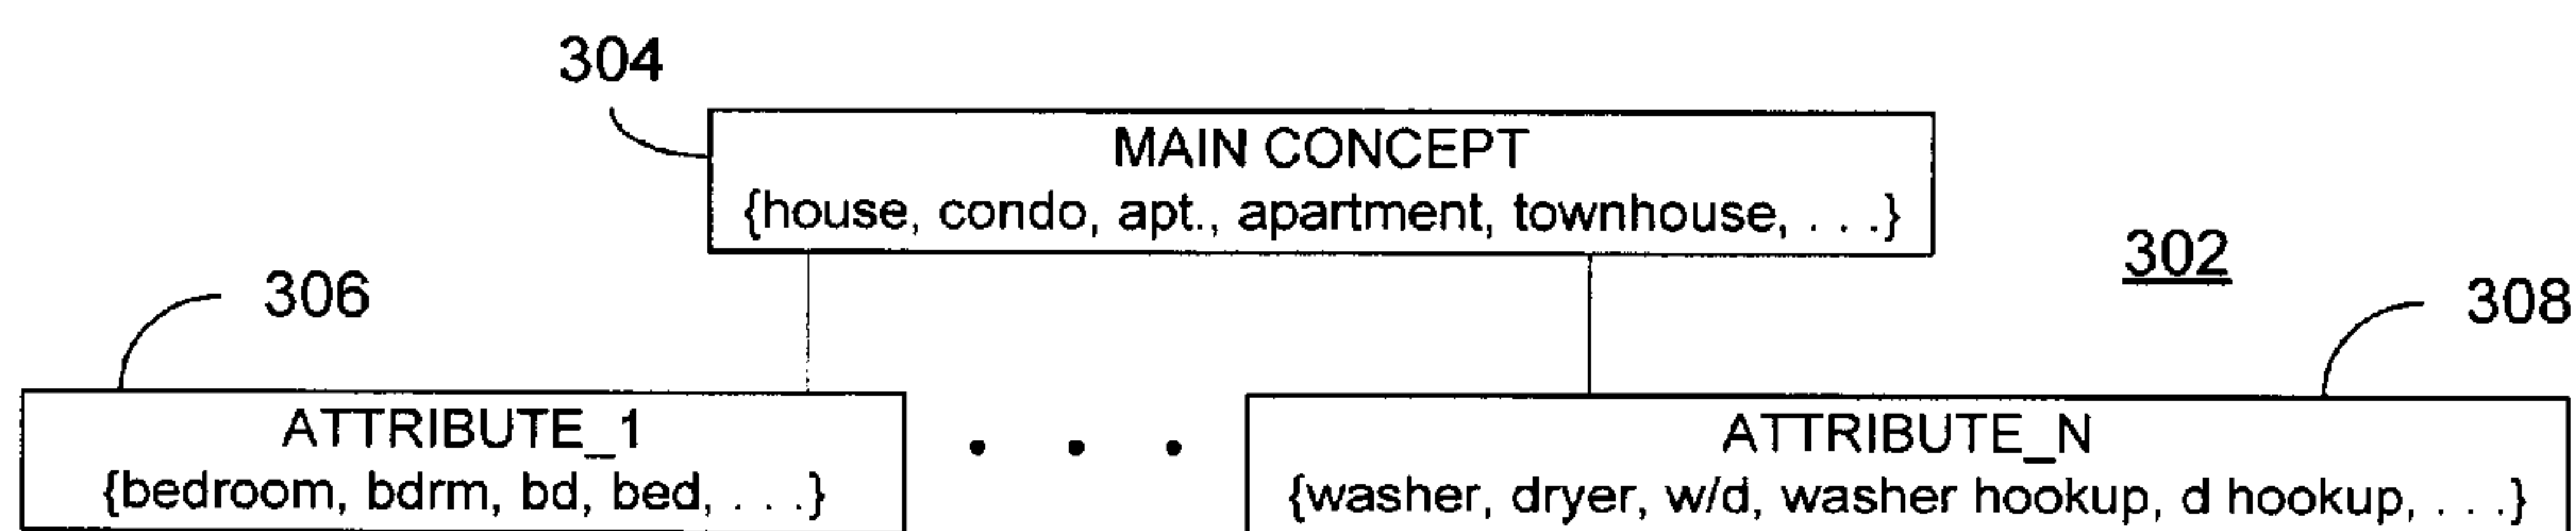 304
MAIN CONCEPT
{house, condo, apt., apartment, townhouse, . . .}
302
306
308
ATTRIBUTE_1
{bedroom, bdrm, bd, bed, . . .}
. . .
ATTRIBUTE_N
{washer, dryer, w/d, washer hookup, d hookup, . . .}